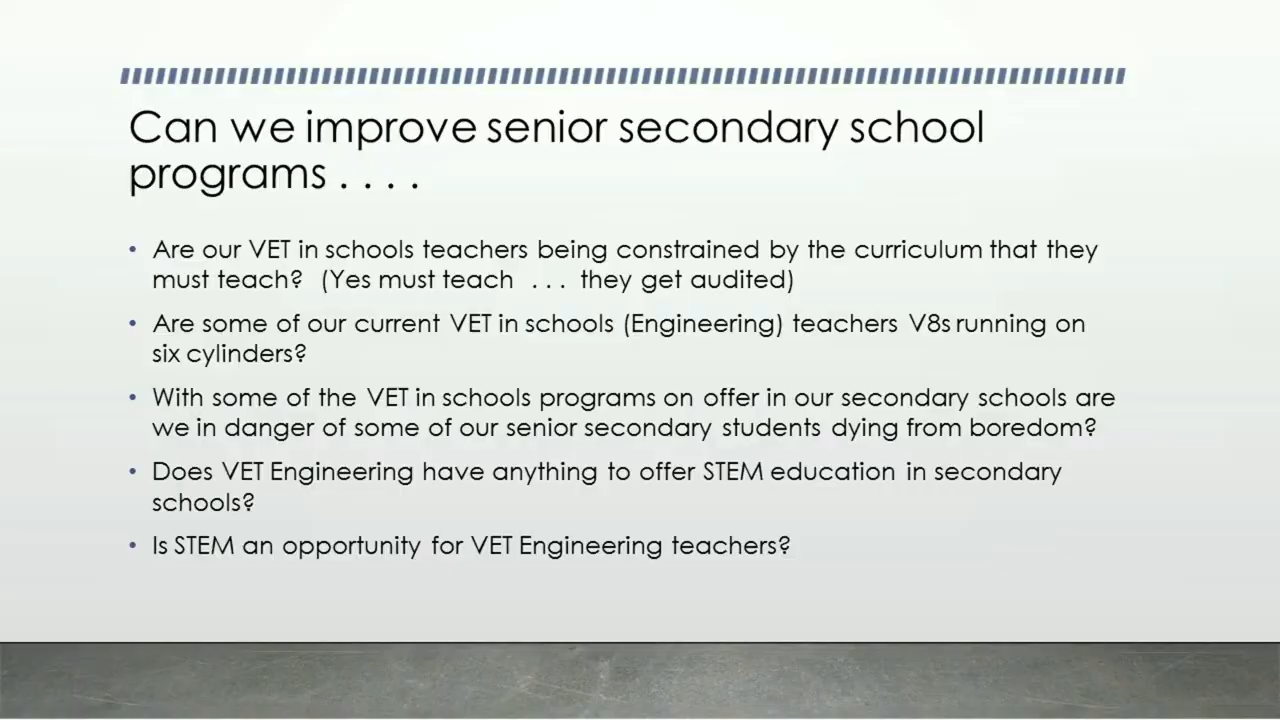 Can we improve senior secondary school
programs . . . .
• Are our VET in schools teachers being constrained by the curriculum that they
must teach? (Yes must teach . . . they get audited)
• Are some of our current VET in schools (Engineering) teachers V8s running on
six cylinders?
• With some of the VET in schools programs on offer in our secondary schools are
we in danger of some of our senior secondary students dying from boredom?
• Does VET Engineering have anything to offer STEM education in secondary
schools?
• Is STEM an opportunity for VET Engineering teachers?